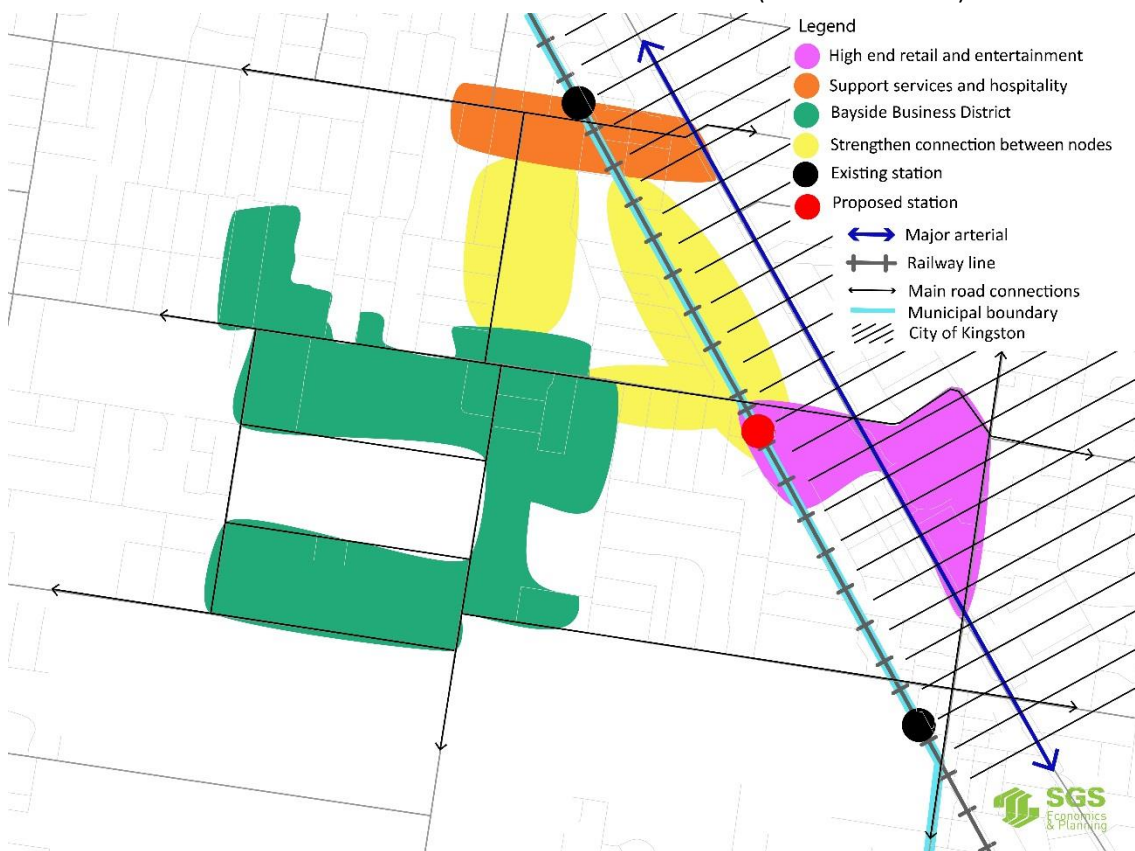 Legend
High end retail and entertainment
Support services and hospitality
Bayside Business District
Strengthen connection between nodes
Existing station
Proposed station
Major arterial
Railway line
Main road connections
Municipal boundary
City of Kingston
SGS
Economics
& Planning